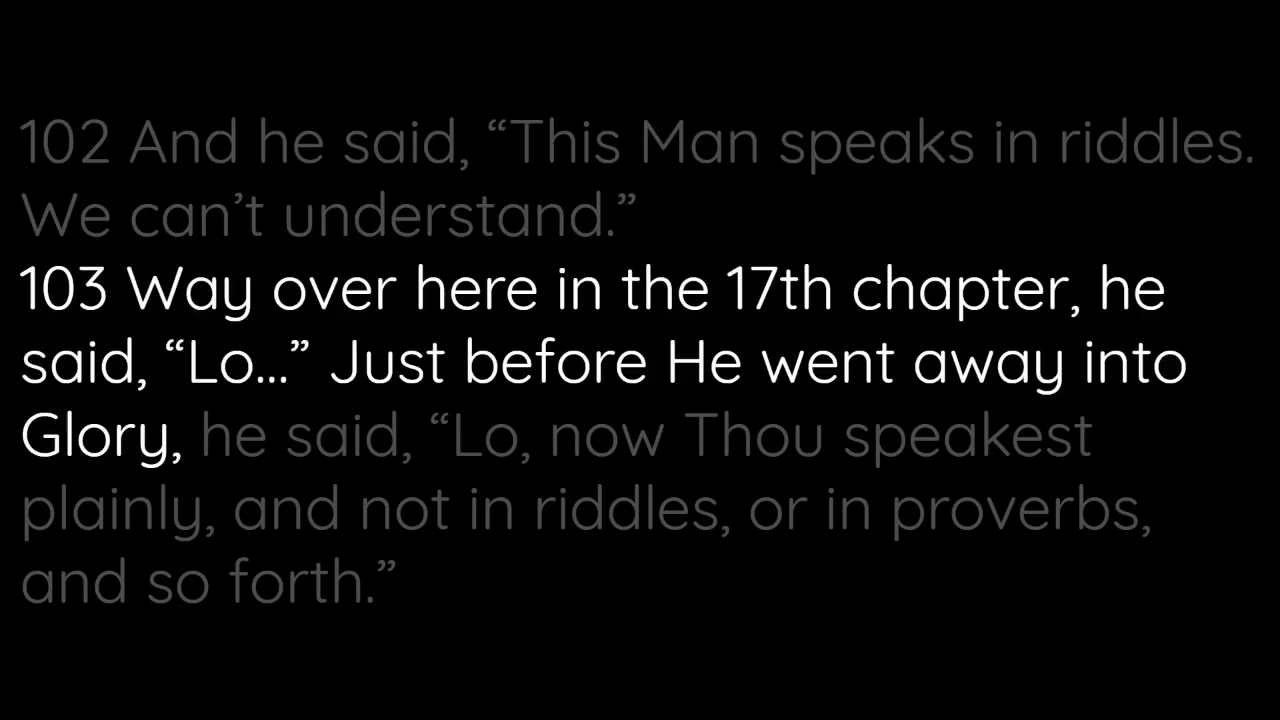 102 And he said, “This Man speaks in riddles.
We can’t understand.”
103 Way over here in the 17th chapter, he
said, “Lo...” Just before He went away into
Glory, he said, “Lo, now Thou speakest
plainly, and not in riddles, or in proverbs,
and so forth.”